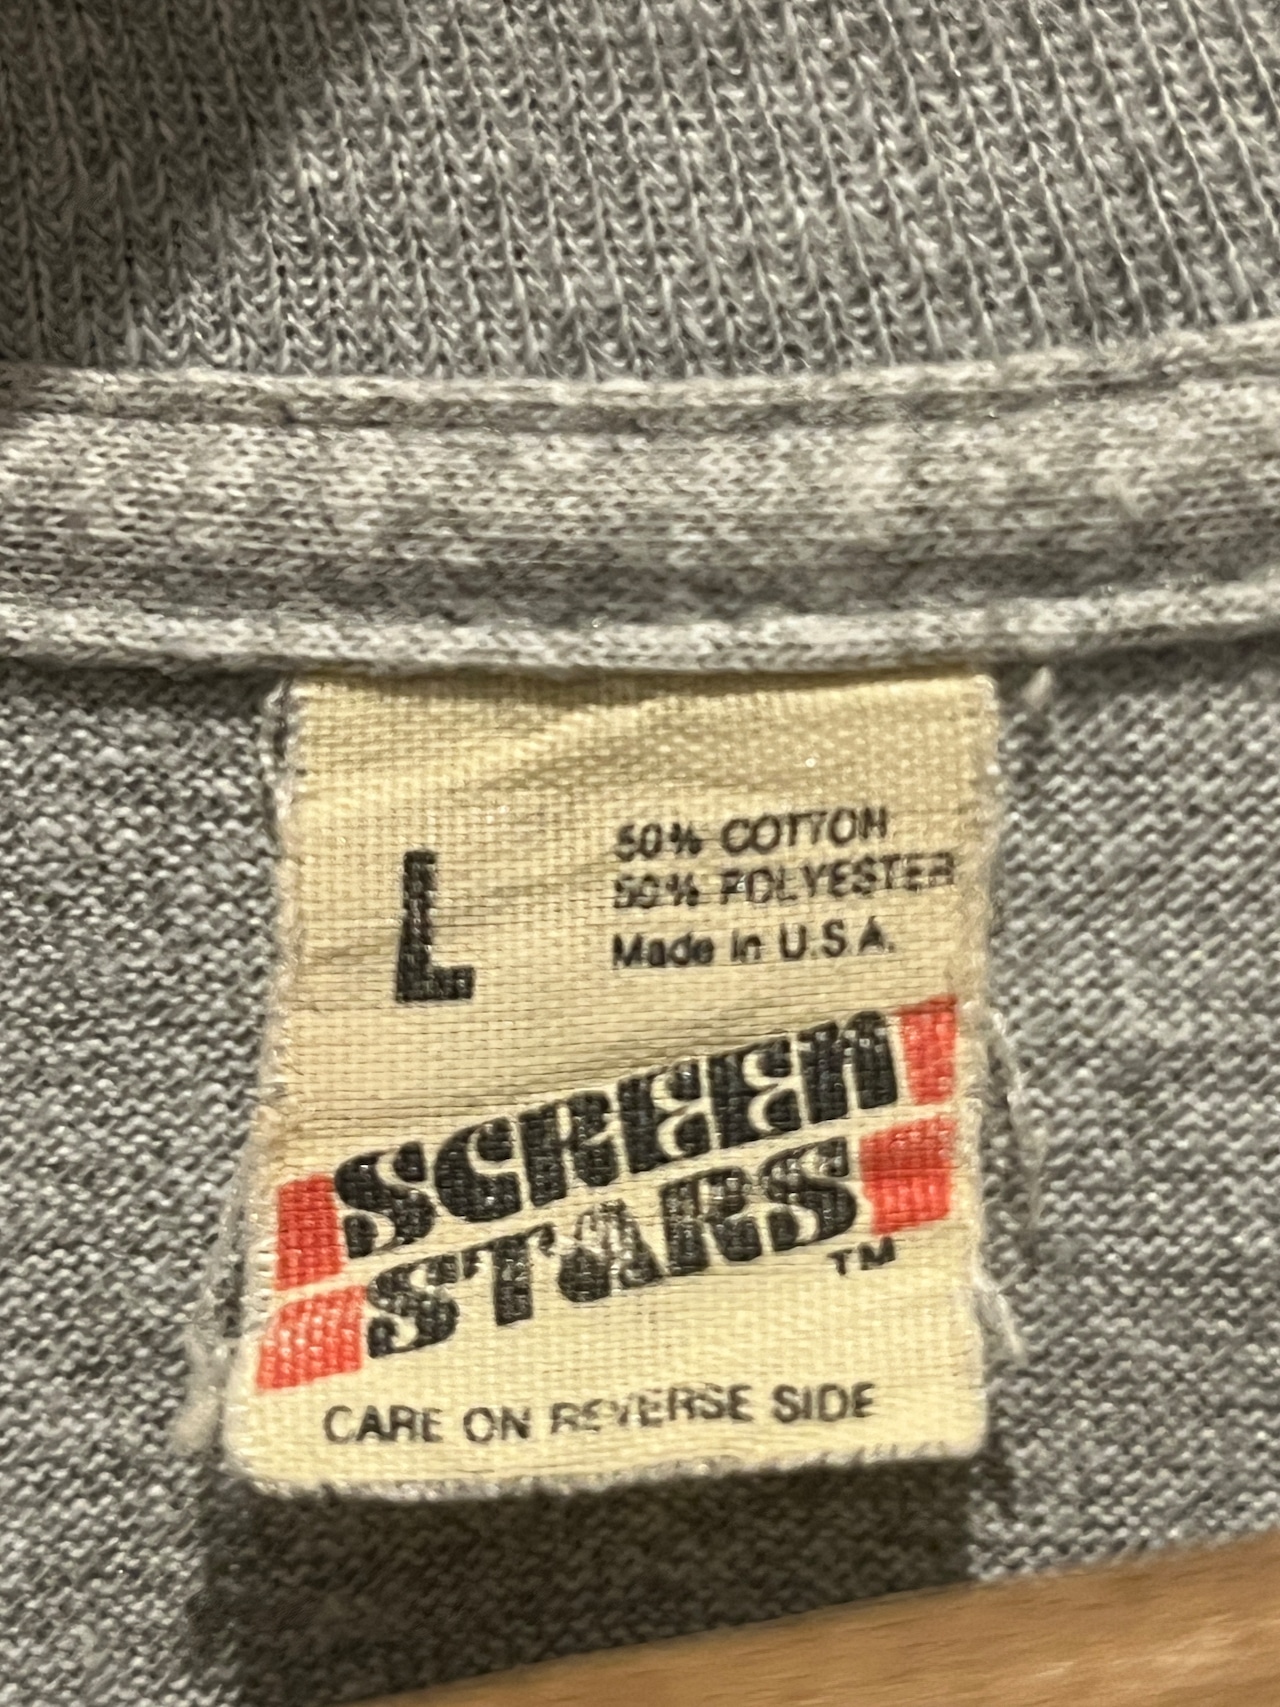 L
50% COTTON
50% POLYESTER
Made in U.S.A.
SCREEN
STARS
TM
CARE ON REVERSE SIDE